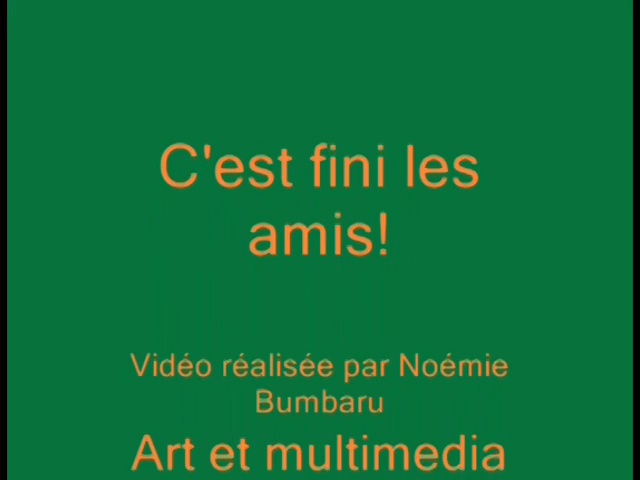 C'est fini les
amis!
Vidéo réalisée par Noémie
Bumbaru
Art et multimedia